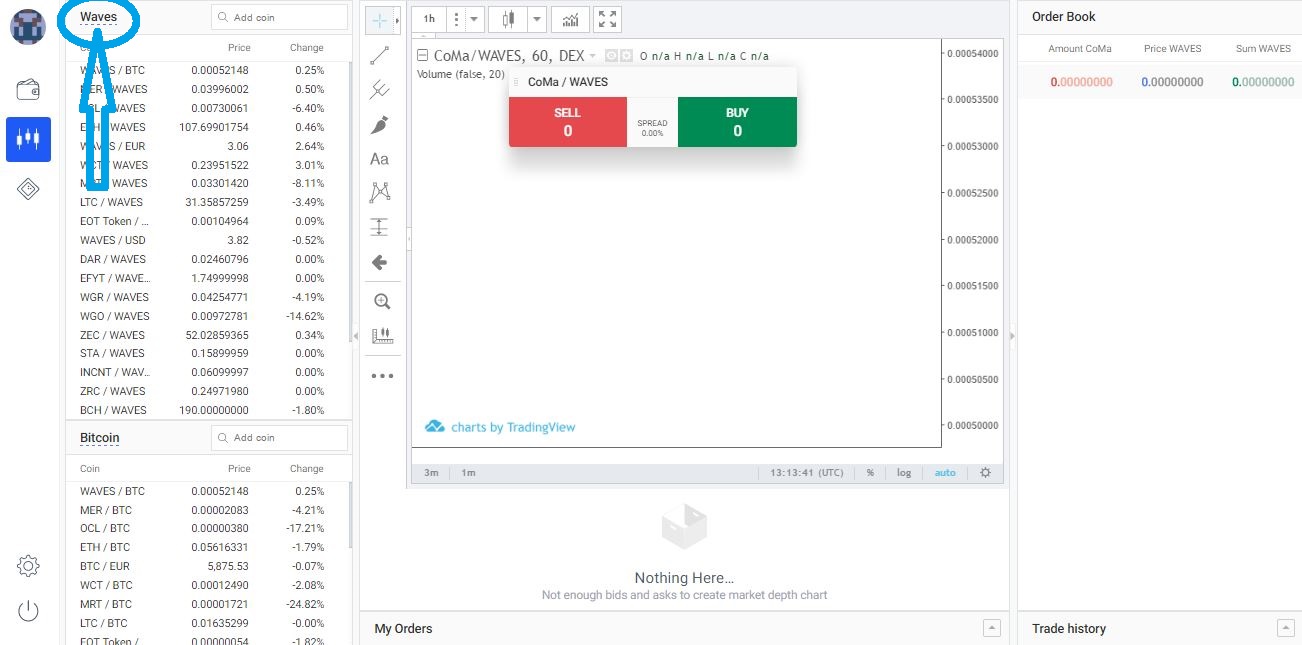 Waves
Add coin
Price Change
WAVES / BTC 0.00052148 0.25%
MER / WAVES 0.03996002 0.50%
OCL / WAVES 0.00730061 -6.40%
ETH / WAVES 107.69901754 0.46%
WAVES / EUR 3.06 2.64%
WCT / WAVES 0.23951522 3.01%
MRT / WAVES 0.03301420 -8.11%
LTC / WAVES 31.35857259 -3.49%
EOT Token / ... 0.00104964 0.09%
WAVES / USD 3.82 -0.52%
DAR / WAVES 0.02460796 0.00%
EFYT / WAVE... 1.74999998 0.00%
WGR / WAVES 0.04254771 -4.19%
WGO / WAVES 0.00972781 -14.62%
ZEC / WAVES 52.02859365 0.34%
STA / WAVES 0.15899959 0.00%
INCNT / WAV... 0.06099997 0.00%
ZRC / WAVES 0.24971980 0.00%
BCH / WAVES 190.00000000 -1.80%
Bitcoin
Add coin
Coin Price Change
WAVES / BTC 0.00052148 0.25%
MER / BTC 0.00002083 -4.21%
OCL / BTC 0.00000380 -17.21%
ETH / BTC 0.05616331 -1.79%
BTC / EUR 5,875.53 -0.07%
WCT / BTC 0.00012490 -2.08%
MRT / BTC 0.00001721 -24.82%
LTC / BTC 0.01635299 -0.00%
EOT Token / 0.00000054 -1.82%
1h
CoMa/WAVES, 60, DEX
O n/a H n/a L n/a C n/a
Volume (false, 20)
CoMa / WAVES
SELL
0
SPREAD
0.00%
BUY
0
Aa
0.00054000
0.00053500
0.00053000
0.00052500
0.00052000
0.00051500
0.00051000
0.00050500
0.00050000
charts by TradingView
3m 1m 13:13:41 (UTC) % log auto
Nothing Here...
Not enough bids and asks to create market depth chart
My Orders
Order Book
Amount CoMa Price WAVES Sum WAVES
0.00000000 0.00000000 0.00000000
Trade history